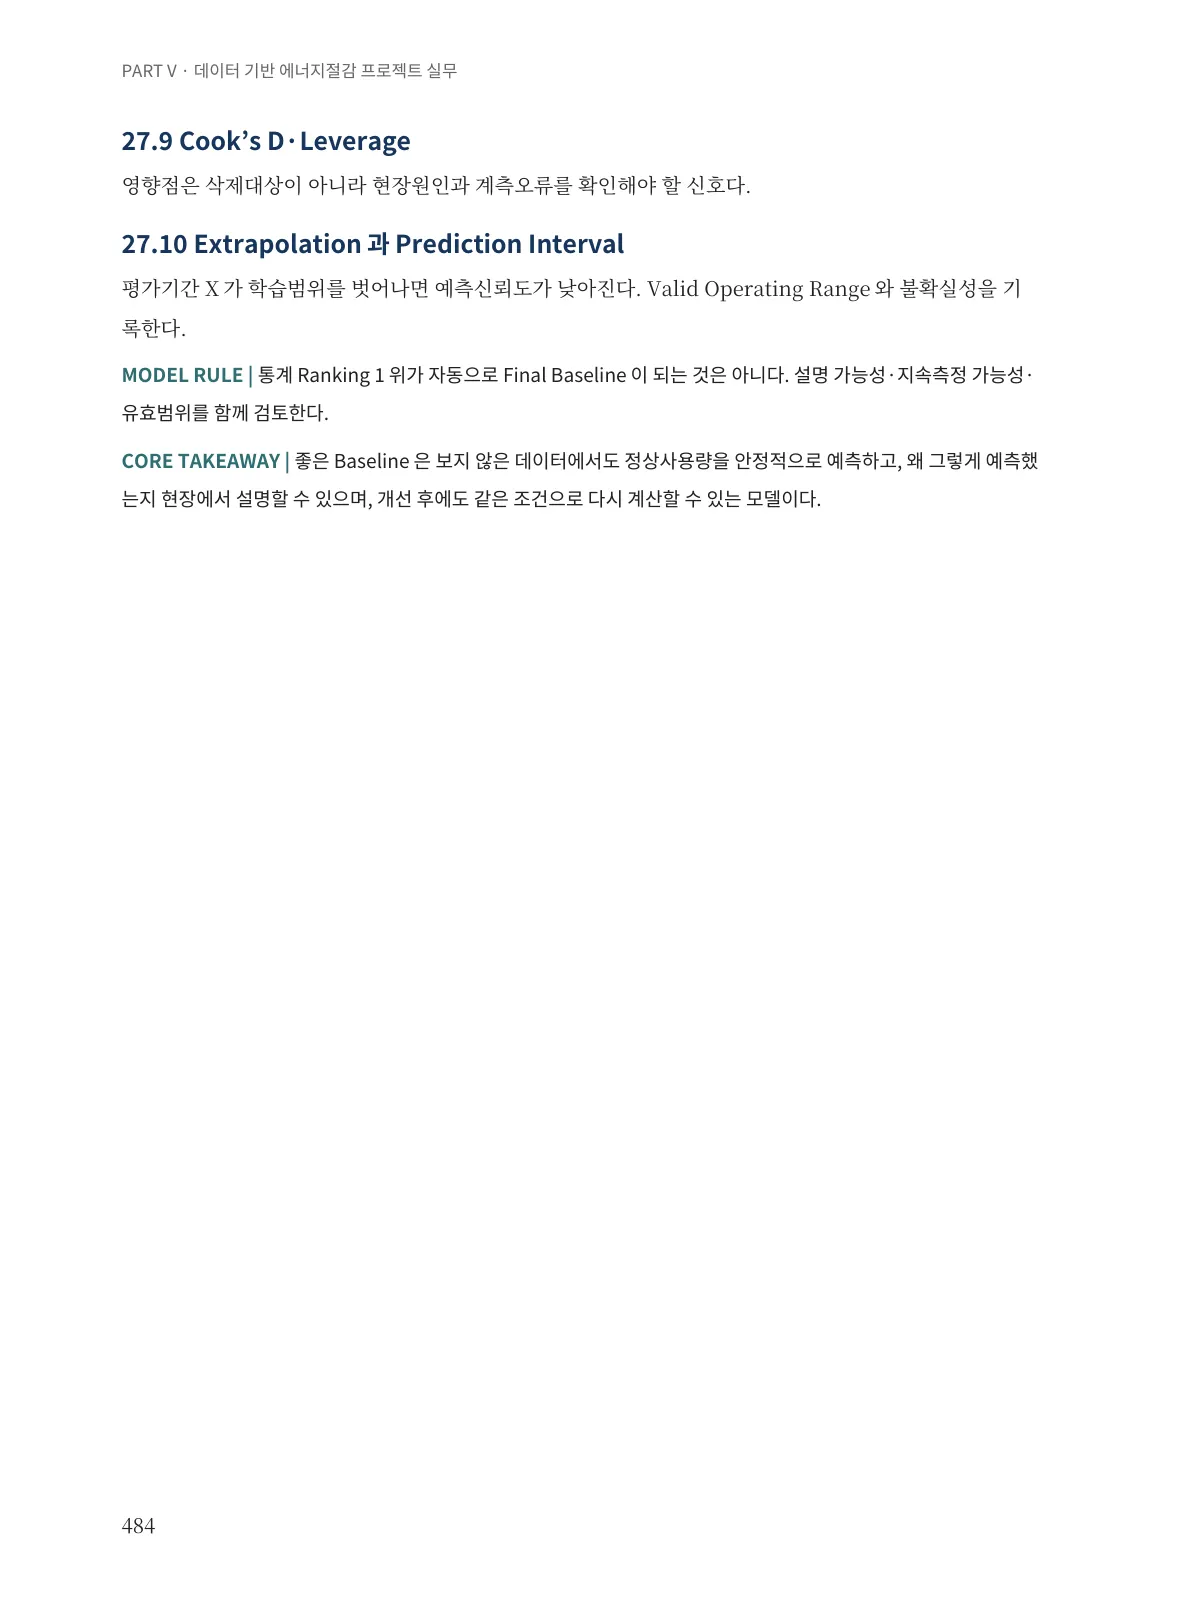 PART V · 데이터 기반 에너지절감 프로젝트 실무
27.9 Cook’s D·Leverage
영향점은 삭제대상이 아니라 현장원인과 계측오류를 확인해야 할 신호다.
27.10 Extrapolation 과 Prediction Interval
평가기간 X 가 학습범위를 벗어나면 예측신뢰도가 낮아진다. Valid Operating Range 와 불확실성을 기
록한다.
MODEL RULE | 통계 Ranking 1 위가 자동으로 Final Baseline 이 되는 것은 아니다. 설명 가능성·지속측정 가능성·
유효범위를 함께 검토한다.
CORE TAKEAWAY | 좋은 Baseline 은 보지 않은 데이터에서도 정상사용량을 안정적으로 예측하고, 왜 그렇게 예측했
는지 현장에서 설명할 수 있으며, 개선 후에도 같은 조건으로 다시 계산할 수 있는 모델이다.
484